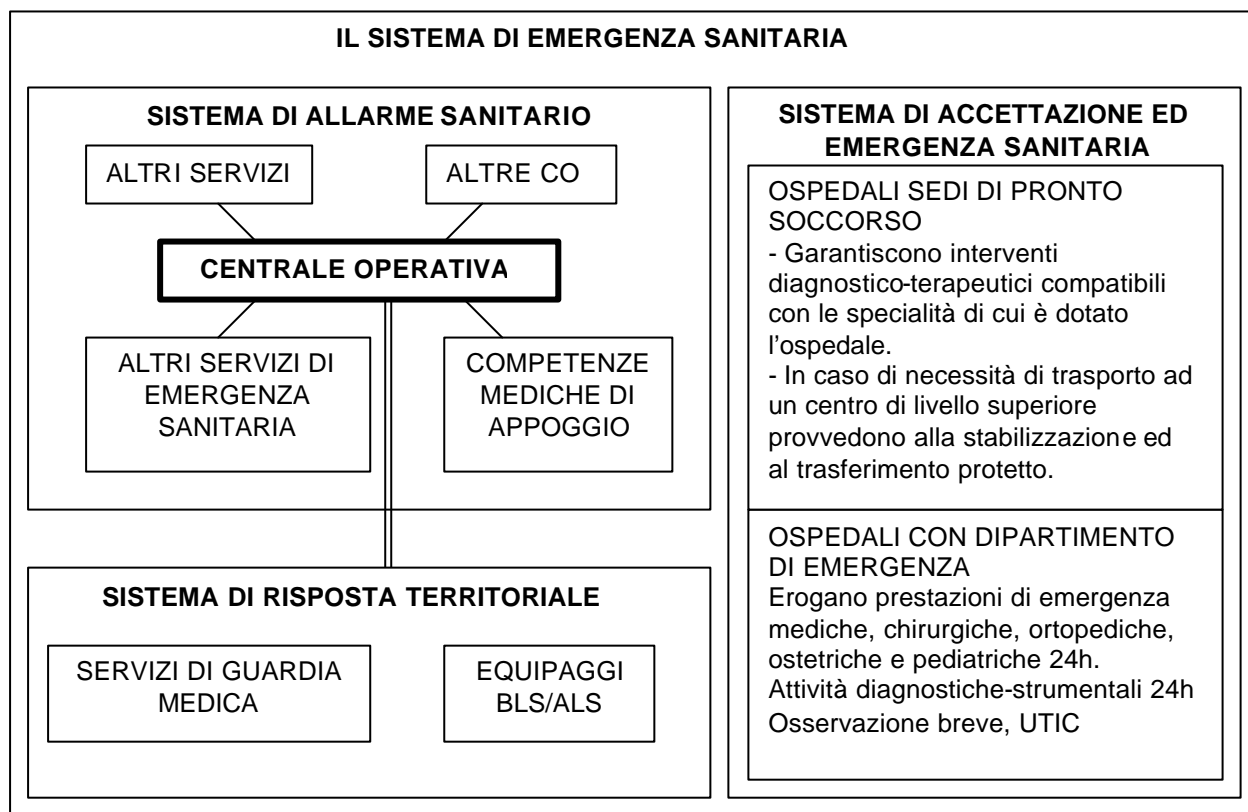 IL SISTEMA DI EMERGENZA SANITARIA
SISTEMA DI ALLARME SANITARIO
ALTRI SERVIZI
ALTRE CO
CENTRALE OPERATIVA
ALTRI SERVIZI DI
EMERGENZA
SANITARIA
COMPETENZE
MEDICHE DI
APPOGGIO
SISTEMA DI RISPOSTA TERRITORIALE
SERVIZI DI GUARDIA
MEDICA
EQUIPAGGI
BLS/ALS
SISTEMA DI ACCETTAZIONE ED
EMERGENZA SANITARIA
OSPEDALI SEDI DI PRONTO
SOCCORSO
- Garantiscono interventi
diagnostico-terapeutici compatibili
con le specialità di cui è dotato
l’ospedale.
- In caso di necessità di trasporto ad
un centro di livello superiore
provvedono alla stabilizzazione ed
al trasferimento protetto.
OSPEDALI CON DIPARTIMENTO
DI EMERGENZA
Erogano prestazioni di emergenza
mediche, chirurgiche, ortopediche,
ostetriche e pediatriche 24h.
Attività diagnostiche-strumentali 24h
Osservazione breve, UTIC